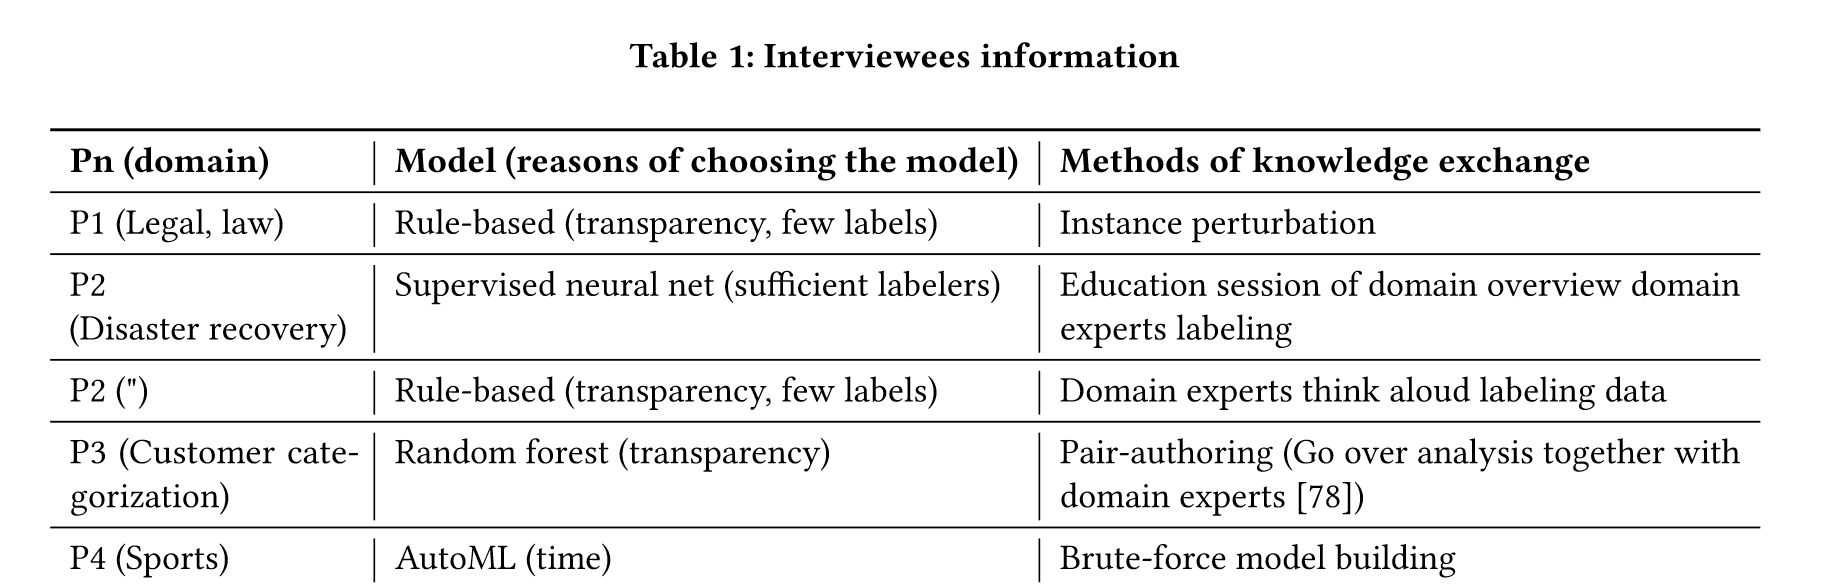 Table 1: Interviewees information
Pn (domain) Model (reasons of choosing the model) Methods of knowledge exchange
P1 (Legal, law) Rule-based (transparency, few labels) Instance perturbation
P2 Supervised neural net (sufficient labelers) Education session of domain overview domain
(Disaster recovery) experts labeling
P2 (") Rule-based (transparency, few labels) Domain experts think aloud labeling data
P3 (Customer cate- Random forest (transparency) Pair-authoring (Go over analysis together with
gorization) domain experts [78])
P4 (Sports) AutoML (time) Brute-force model building